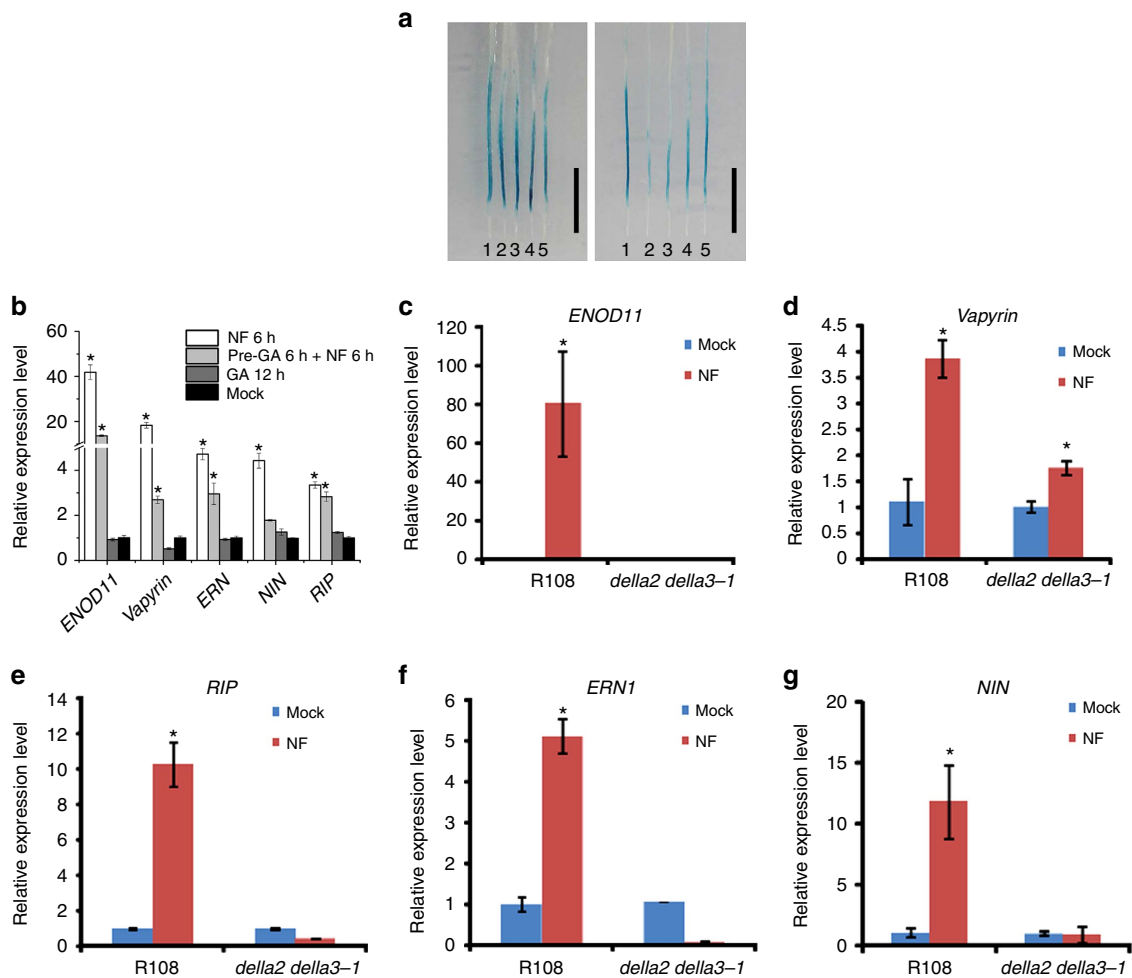 a
1 2 3 4 5
1 2 3 4 5
b
Relative expression level
60
40
20
4
2
0
NF 6 h
Pre-GA 6 h + NF 6 h
GA 12 h
Mock
* * * * * * * * *
ENOD11 Vapyrin ERN NIN RIP
c
ENOD11
Relative expression level
120
100
80
60
40
20
0
Mock
NF
*
R108 della2 della3–1
d
Vapyrin
Relative expression level
4.5
4
3.5
3
2.5
2
1.5
1
0.5
0
Mock
NF
* *
R108 della2 della3–1
e
RIP
Relative expression level
14
12
10
8
6
4
2
0
Mock
NF
*
R108 della2 della3–1
f
ERN1
Relative expression level
6
5
4
3
2
1
0
Mock
NF
*
R108 della2 della3–1
g
NIN
Relative expression level
20
15
10
5
0
Mock
NF
*
R108 della2 della3–1